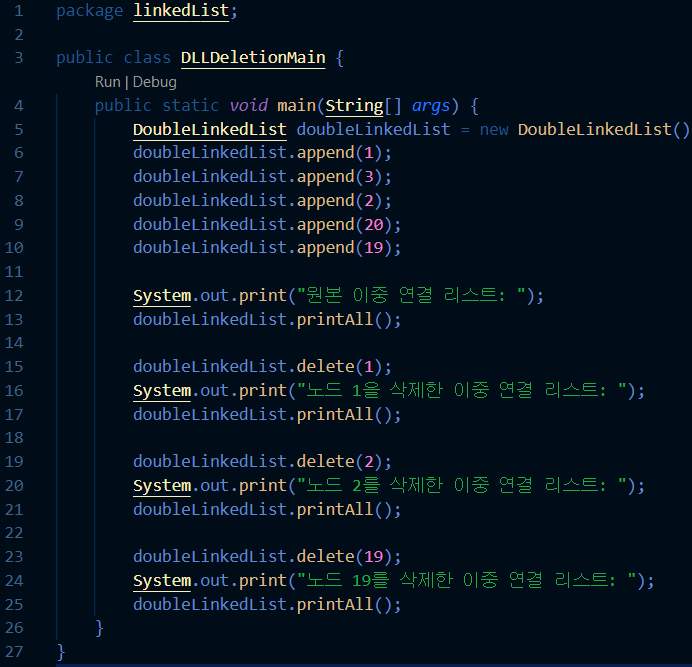 1 package linkedList;
2
3 public class DLLDeletionMain {
Run | Debug
4 public static void main(String[] args) {
5 DoubleLinkedList doubleLinkedList = new DoubleLinkedList()
6 doubleLinkedList.append(1);
7 doubleLinkedList.append(3);
8 doubleLinkedList.append(2);
9 doubleLinkedList.append(20);
10 doubleLinkedList.append(19);
11
12 System.out.print("원본 이중 연결 리스트: ");
13 doubleLinkedList.printAll();
14
15 doubleLinkedList.delete(1);
16 System.out.print("노드 1을 삭제한 이중 연결 리스트: ");
17 doubleLinkedList.printAll();
18
19 doubleLinkedList.delete(2);
20 System.out.print("노드 2를 삭제한 이중 연결 리스트: ");
21 doubleLinkedList.printAll();
22
23 doubleLinkedList.delete(19);
24 System.out.print("노드 19를 삭제한 이중 연결 리스트: ");
25 doubleLinkedList.printAll();
26 }
27 }